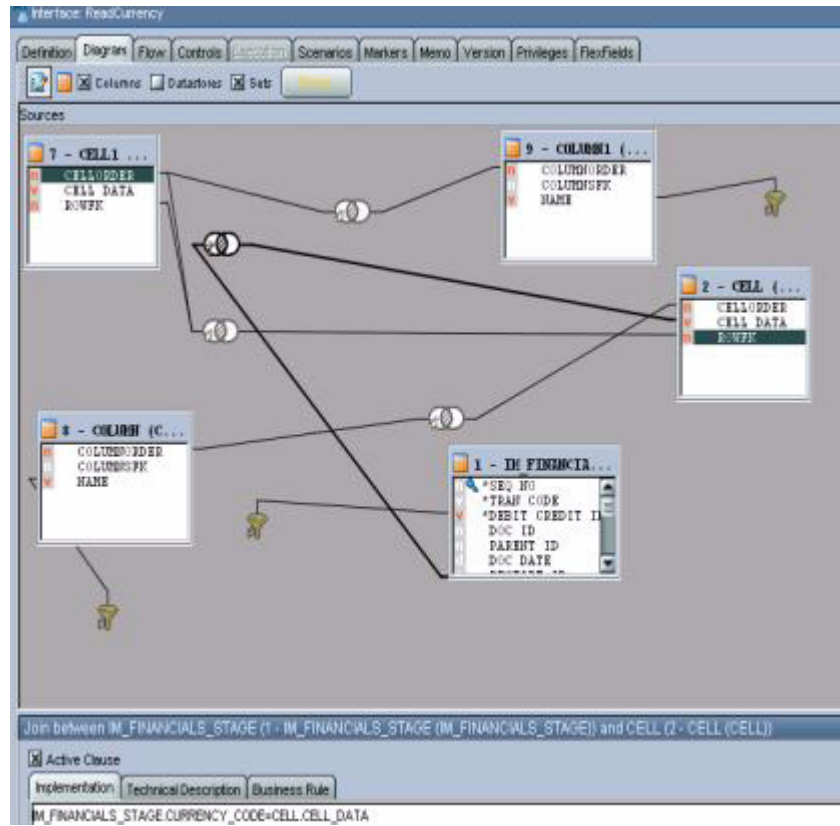 Interface: ReadCurrency
Definition Diagram Flow Controls Scenarios Markers Memo Version Privileges FlexFields
Columns Datastores Sets
Sources
7 - CELL1 ...
CELLORDER
CELL DATA
ROWFK
9 - COLUMN1 (...
COLUMNORDER
COLUMNSFK
NAME
2 - CELL (...
CELLORDER
CELL DATA
ROWFK
8 - COLUMN (C...
COLUMNORDER
COLUMNSFK
NAME
1 - IM_FINANCIA...
*SEQ NO
*TRAN CODE
*DEBIT CREDIT I
DOC ID
PARENT ID
DOC DATE
Join between IM_FINANCIALS_STAGE (1 - IM_FINANCIALS_STAGE (IM_FINANCIALS_STAGE)) and CELL (2 - CELL (CELL))
Active Clause
Implementation Technical Description Business Rule
IM_FINANCIALS_STAGE.CURRENCY_CODE=CELL.CELL_DATA